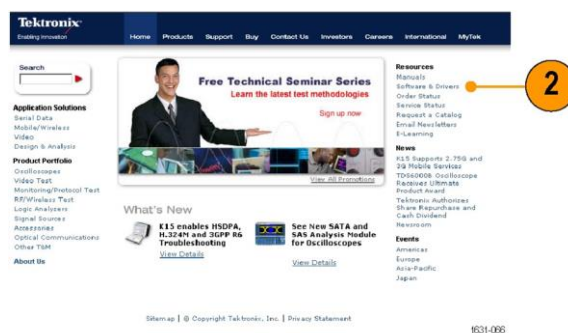 Tektronix
Enabling Innovation
Home Products Support Buy Contact Us Investors Careers International MyTek
Search
Application Solutions
Serial Data
Mobile/Wireless
Video
Design & Analysis
Product Portfolio
Oscilloscopes
Video Test
Monitoring/Protocol Test
RF/Wireless Test
Logic Analyzers
Signal Sources
Accessories
Optical Communications
Other T&M
About Us
Free Technical Seminar Series
Learn the latest test methodologies
Sign up now
View All Promotions
What's New
K15 enables HSDPA,
H.324M and 3GPP R6
Troubleshooting
View Details
See New SATA and
SAS Analysis Module
for Oscilloscopes
View Details
Resources
Manuals
Software & Drivers
Order Status
Service Status
Request a Catalog
Email Newsletters
E-Learning
News
K15 Supports 2.75G and
3G Mobile Services
TDS6000B Oscilloscope
Receives Ultimate
Product Award
Tektronix Authorizes
Share Repurchase and
Cash Dividend
Newsroom
Events
Americas
Europe
Asia-Pacific
Japan
2
Sitemap | © Copyright Tektronix, Inc. | Privacy Statement
1631-066